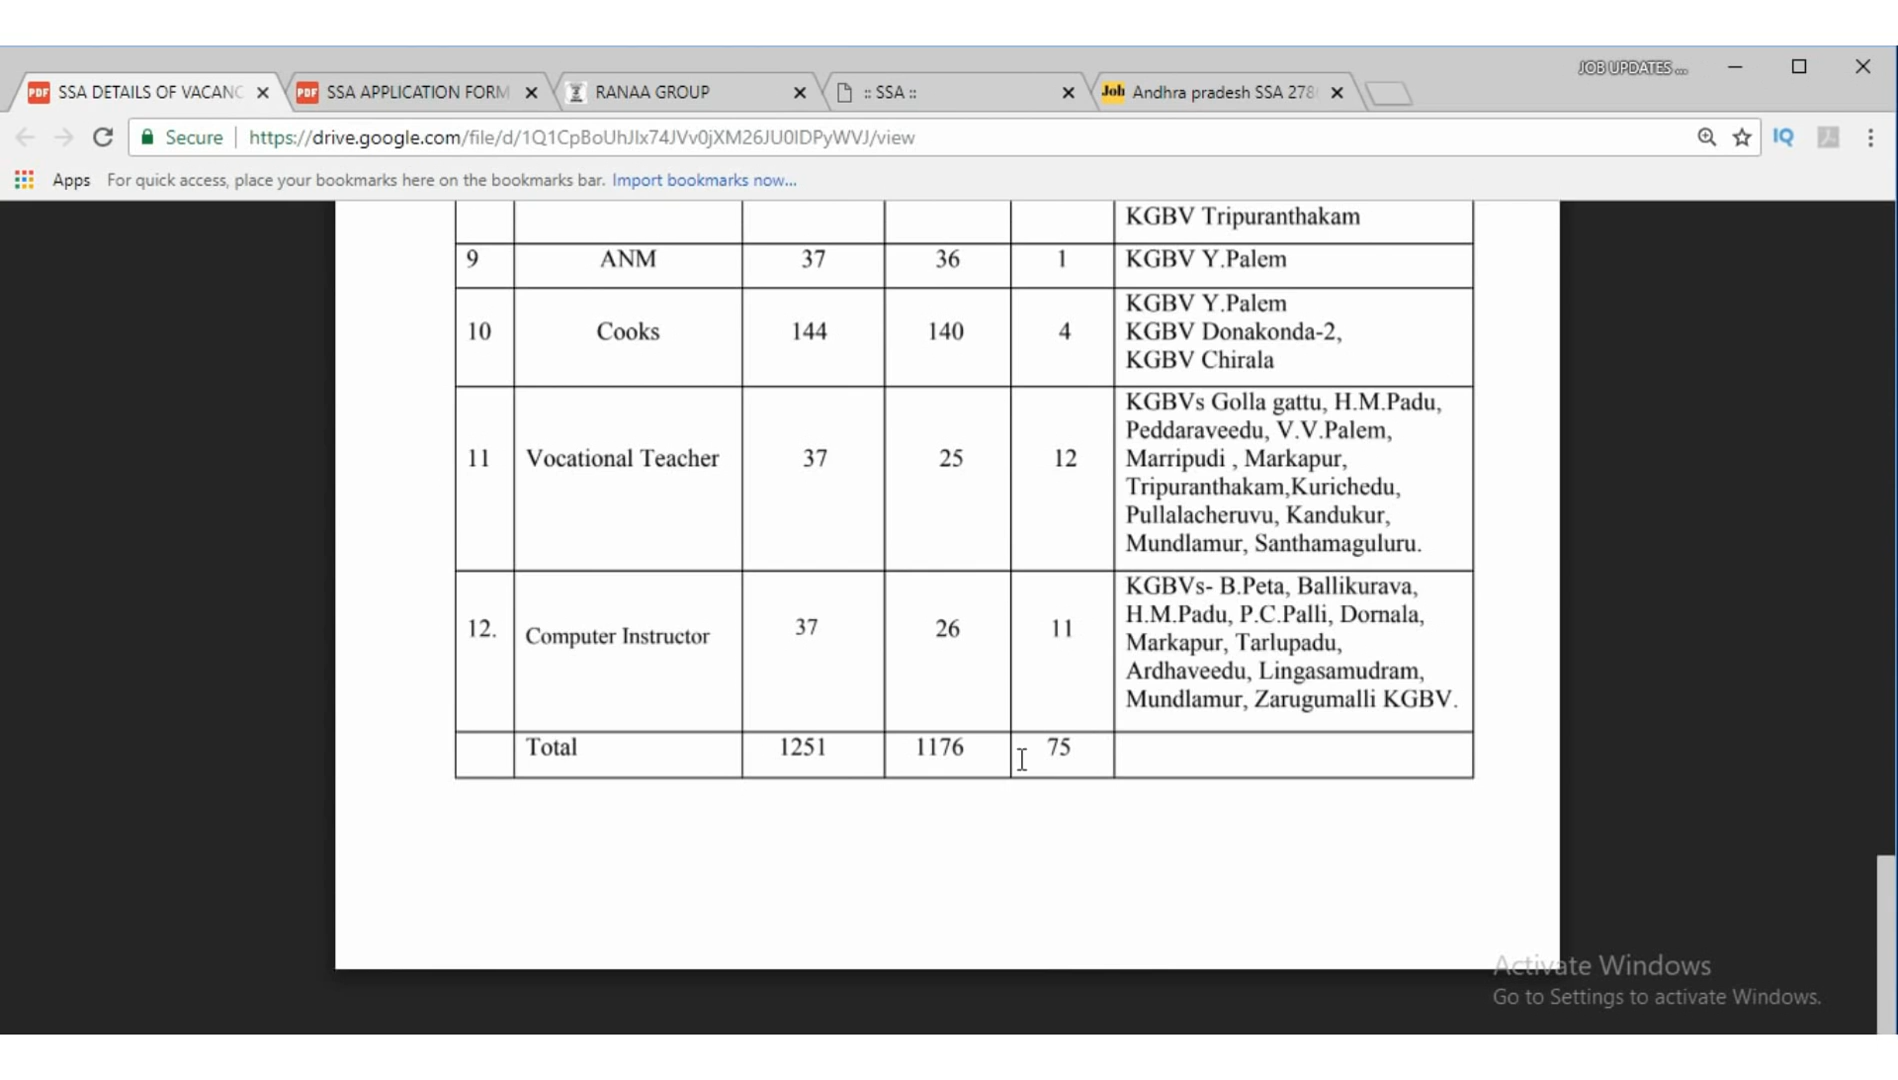 JOB UPDATES ...
SSA DETAILS OF VACANC
SSA APPLICATION FORM
RANAA GROUP
:: SSA ::
Job Andhra pradesh SSA 278
Secure https://drive.google.com/file/d/1Q1CpBoUhJIx74JVv0jXM26JU0IDPyWVJ/view
IQ
Apps For quick access, place your bookmarks here on the bookmarks bar. Import bookmarks now...
KGBV Tripuranthakam
9 ANM 37 36 1 KGBV Y.Palem
KGBV Y.Palem
10 Cooks 144 140 4 KGBV Donakonda-2,
KGBV Chirala
KGBVs Golla gattu, H.M.Padu,
Peddaraveedu, V.V.Palem,
11 Vocational Teacher 37 25 12 Marripudi , Markapur,
Tripuranthakam,Kurichedu,
Pullalacheruvu, Kandukur,
Mundlamur, Santhamaguluru.
KGBVs- B.Peta, Ballikurava,
H.M.Padu, P.C.Palli, Dornala,
12. Computer Instructor 37 26 11 Markapur, Tarlupadu,
Ardhaveedu, Lingasamudram,
Mundlamur, Zarugumalli KGBV.
Total 1251 1176 75
Activate Windows
Go to Settings to activate Windows.